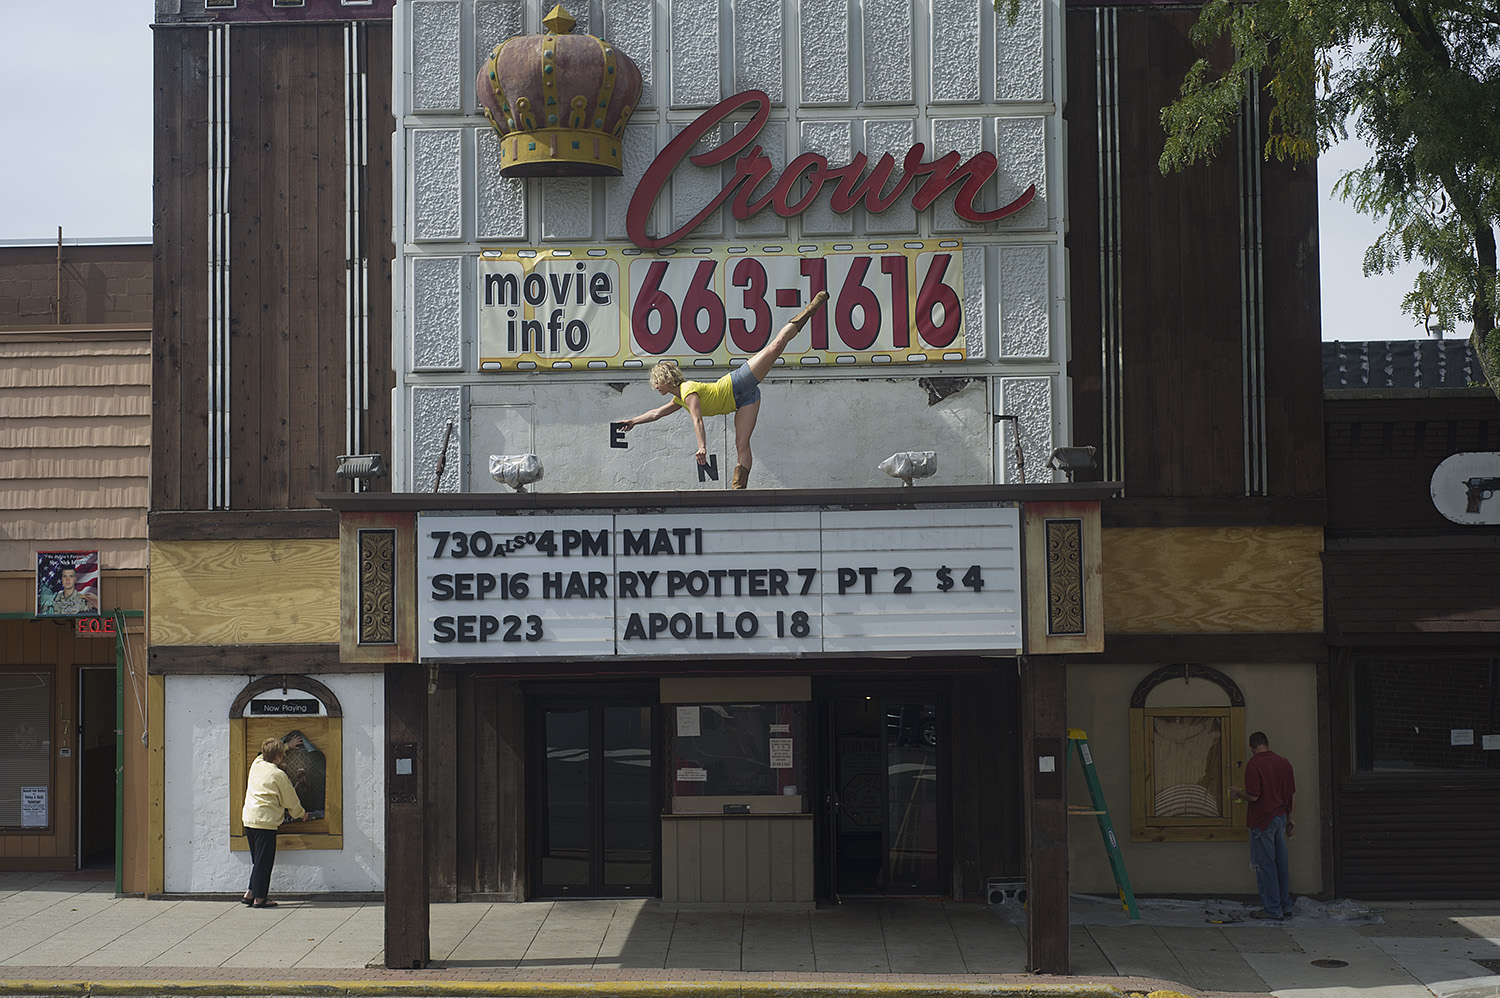 Crown
movie
info
663-1616
E
N
730 ALSO 4PM MATI
SEP16 HARRY POTTER 7 PT 2 $4
SEP23 APOLLO 18
Now Playing
F.O.E
17